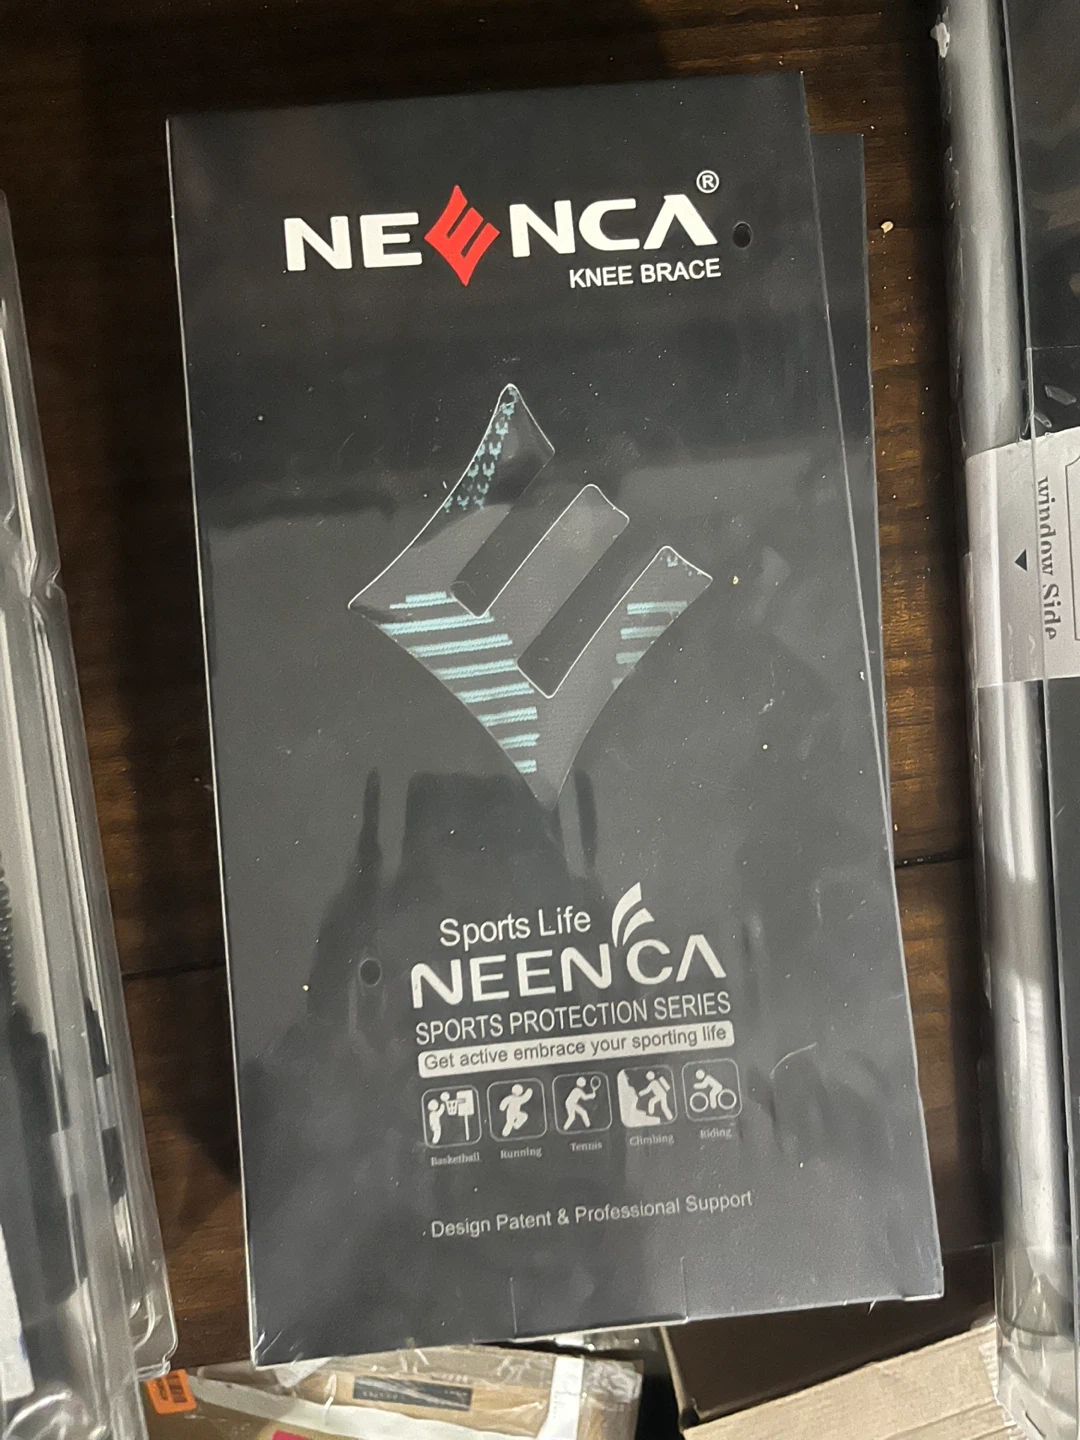 NEENCA®
KNEE BRACE
Sports Life
NEENCA
SPORTS PROTECTION SERIES
Get active embrace your sporting life
Basketball Running Tennis Climbing Riding
Design Patent & Professional Support
window Side